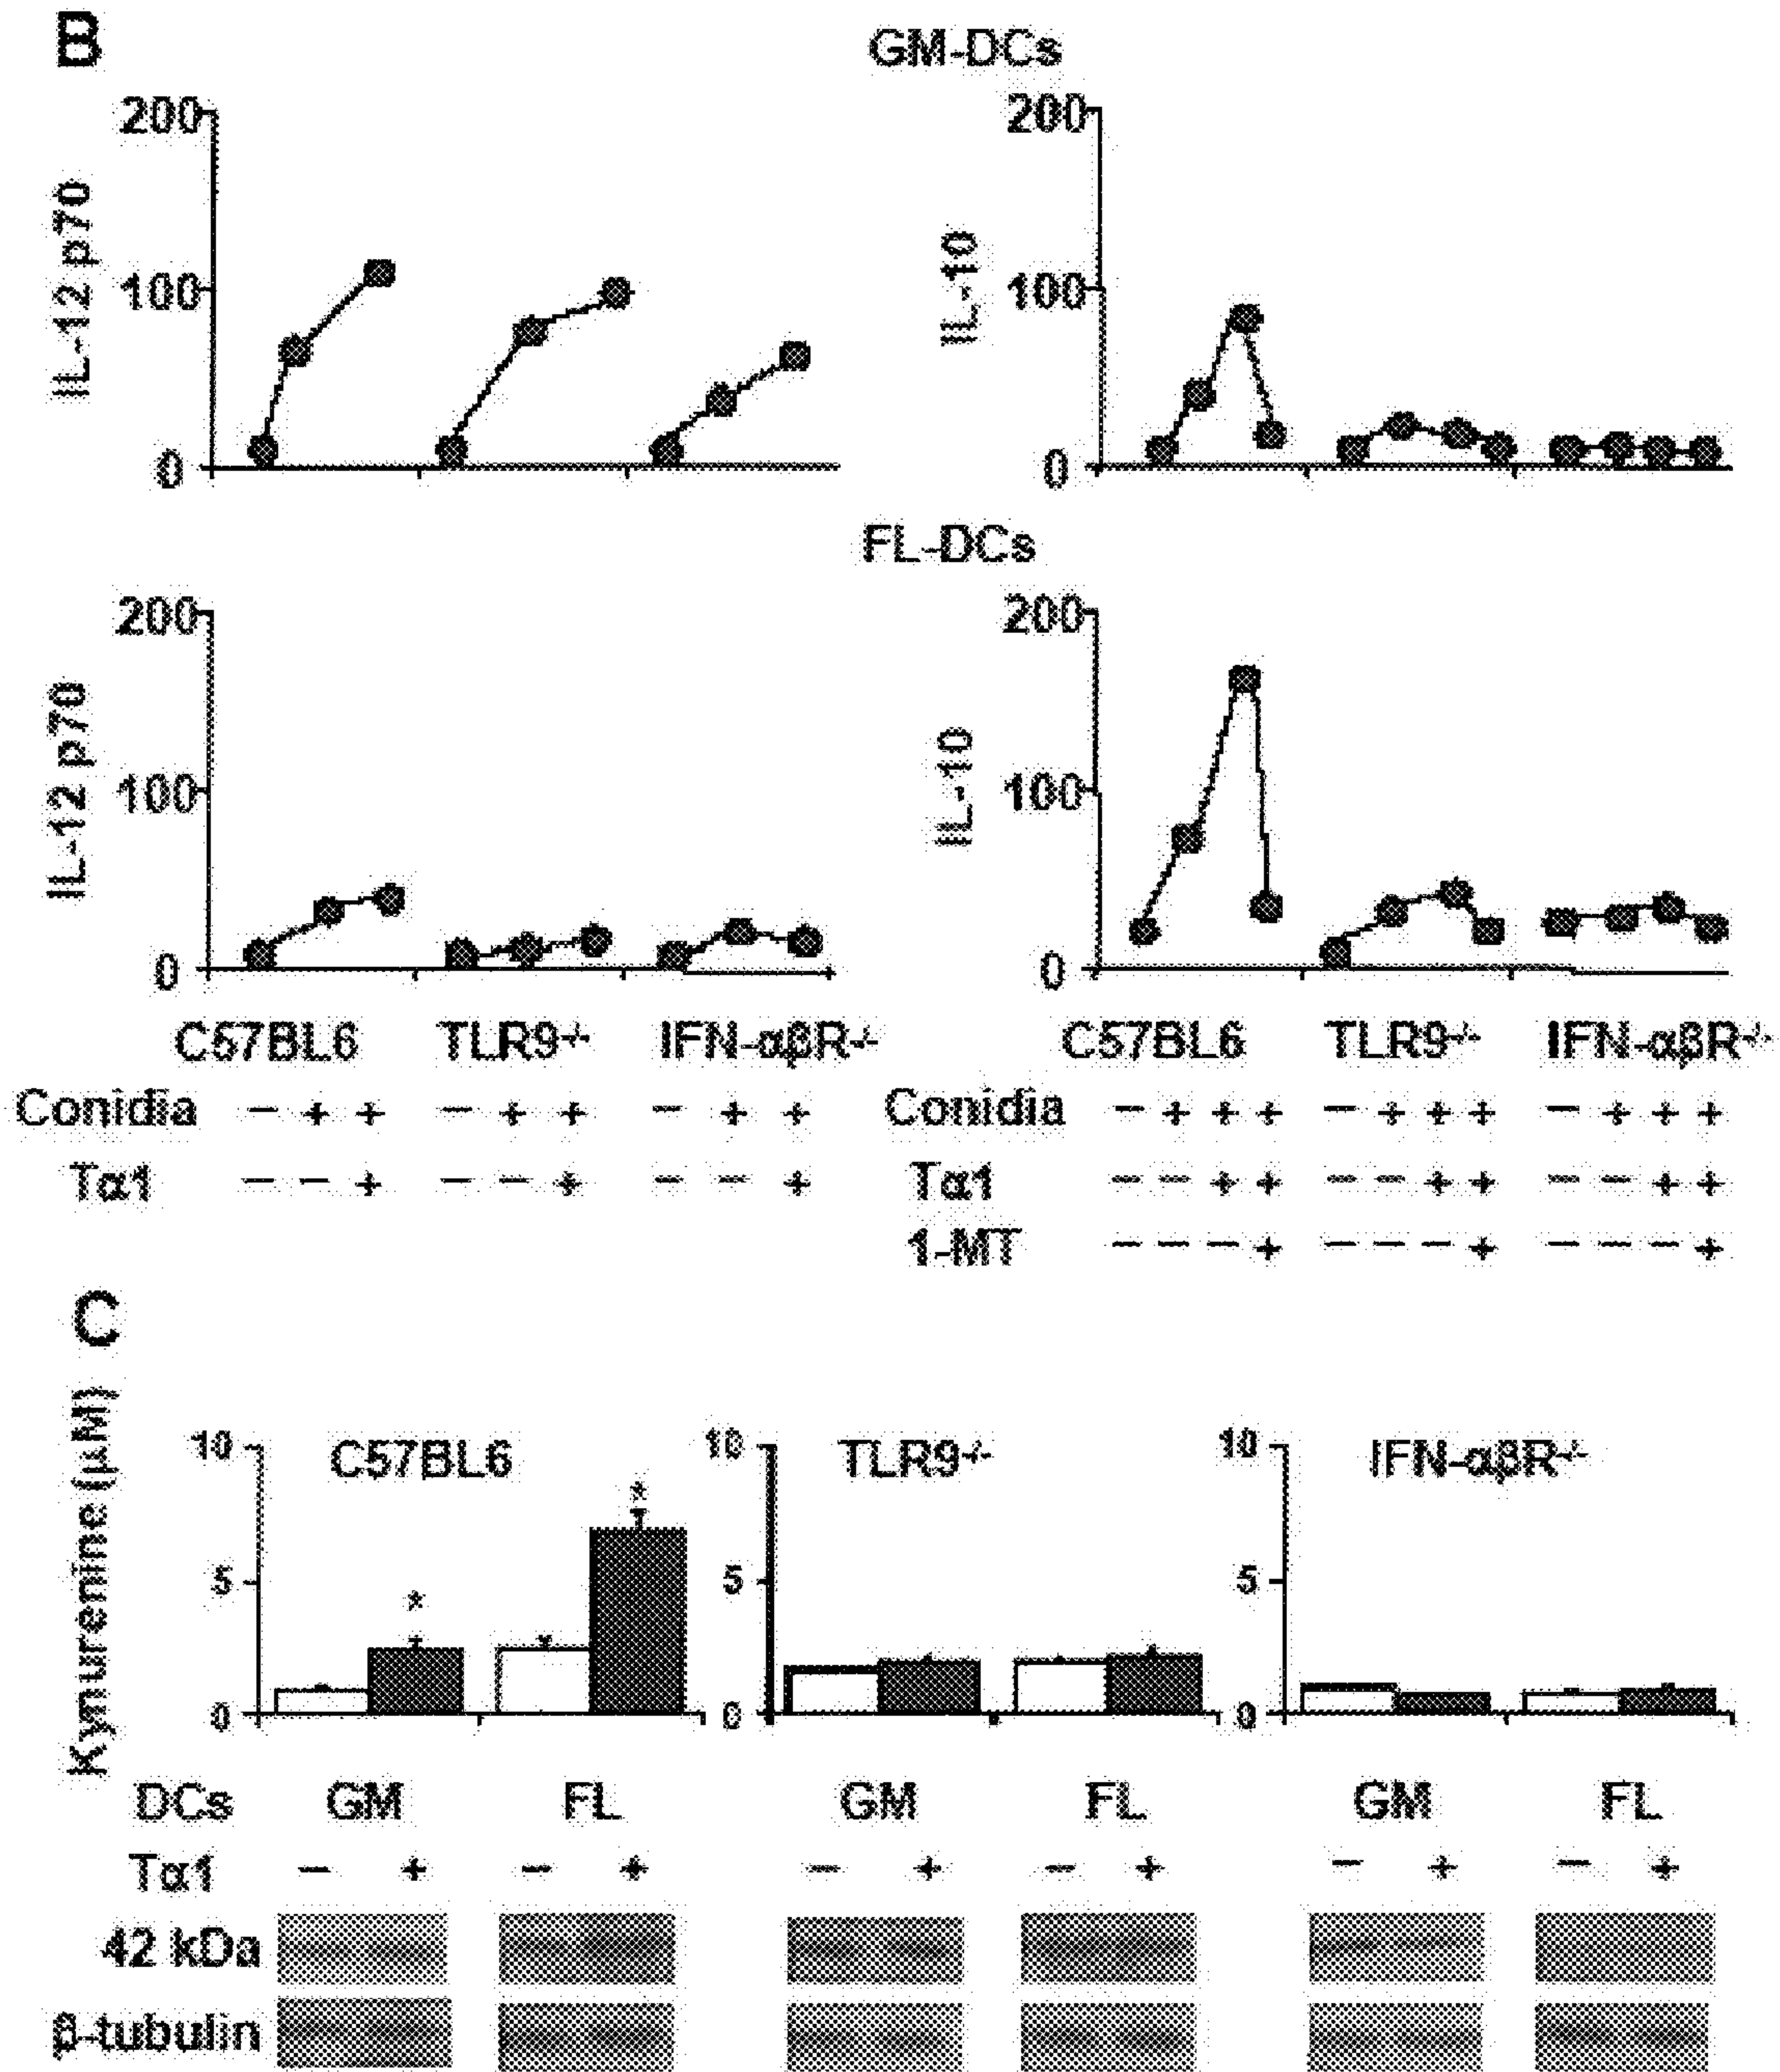 B
GM-DCs
200 200
IL-12 p70 IL-10
100 100
0 0
FL-DCs
200 200
IL-12 p70 IL-10
100 100
0 0
C57BL6 TLR9-/- IFN-αβR-/- C57BL6 TLR9-/- IFN-αβR-/-
Conidia − + + − + + − + + Conidia − + + + − + + + − + + +
Tα1 − − + − − + − − + Tα1 − − + + − − + + − − + +
1-MT − − − + − − − + − − − +
C
Kynurenine (µM)
10 C57BL6 10 TLR9-/- 10 IFN-αβR-/-
* *
5 5 5
0 0 0
DCs GM FL GM FL GM FL
Tα1 − + − + − + − + − + − +
42 kDa
β-tubulin